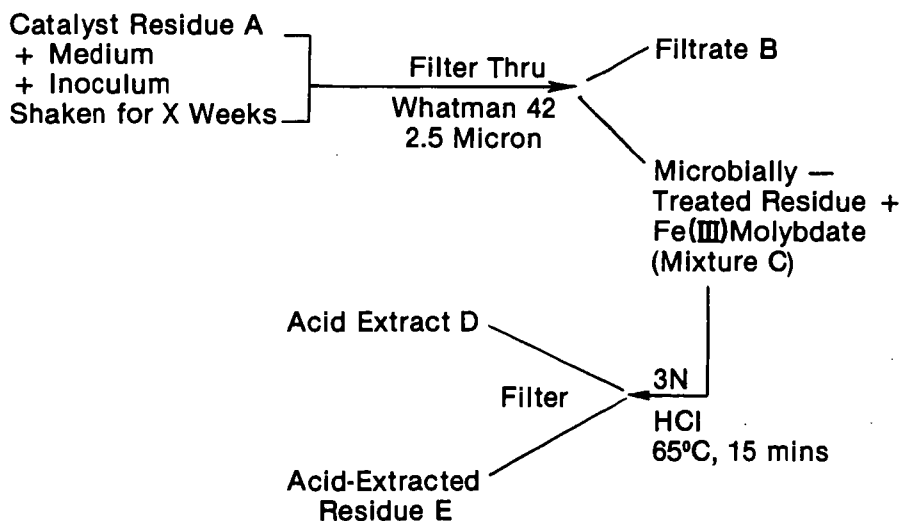 Catalyst Residue A
+ Medium
+ Inoculum
Shaken for X Weeks
Filter Thru
Whatman 42
2.5 Micron
Filtrate B
Microbially —
Treated Residue +
Fe(III)Molybdate
(Mixture C)
3N
HCl
65ºC, 15 mins
Filter
Acid Extract D
Acid-Extracted
Residue E